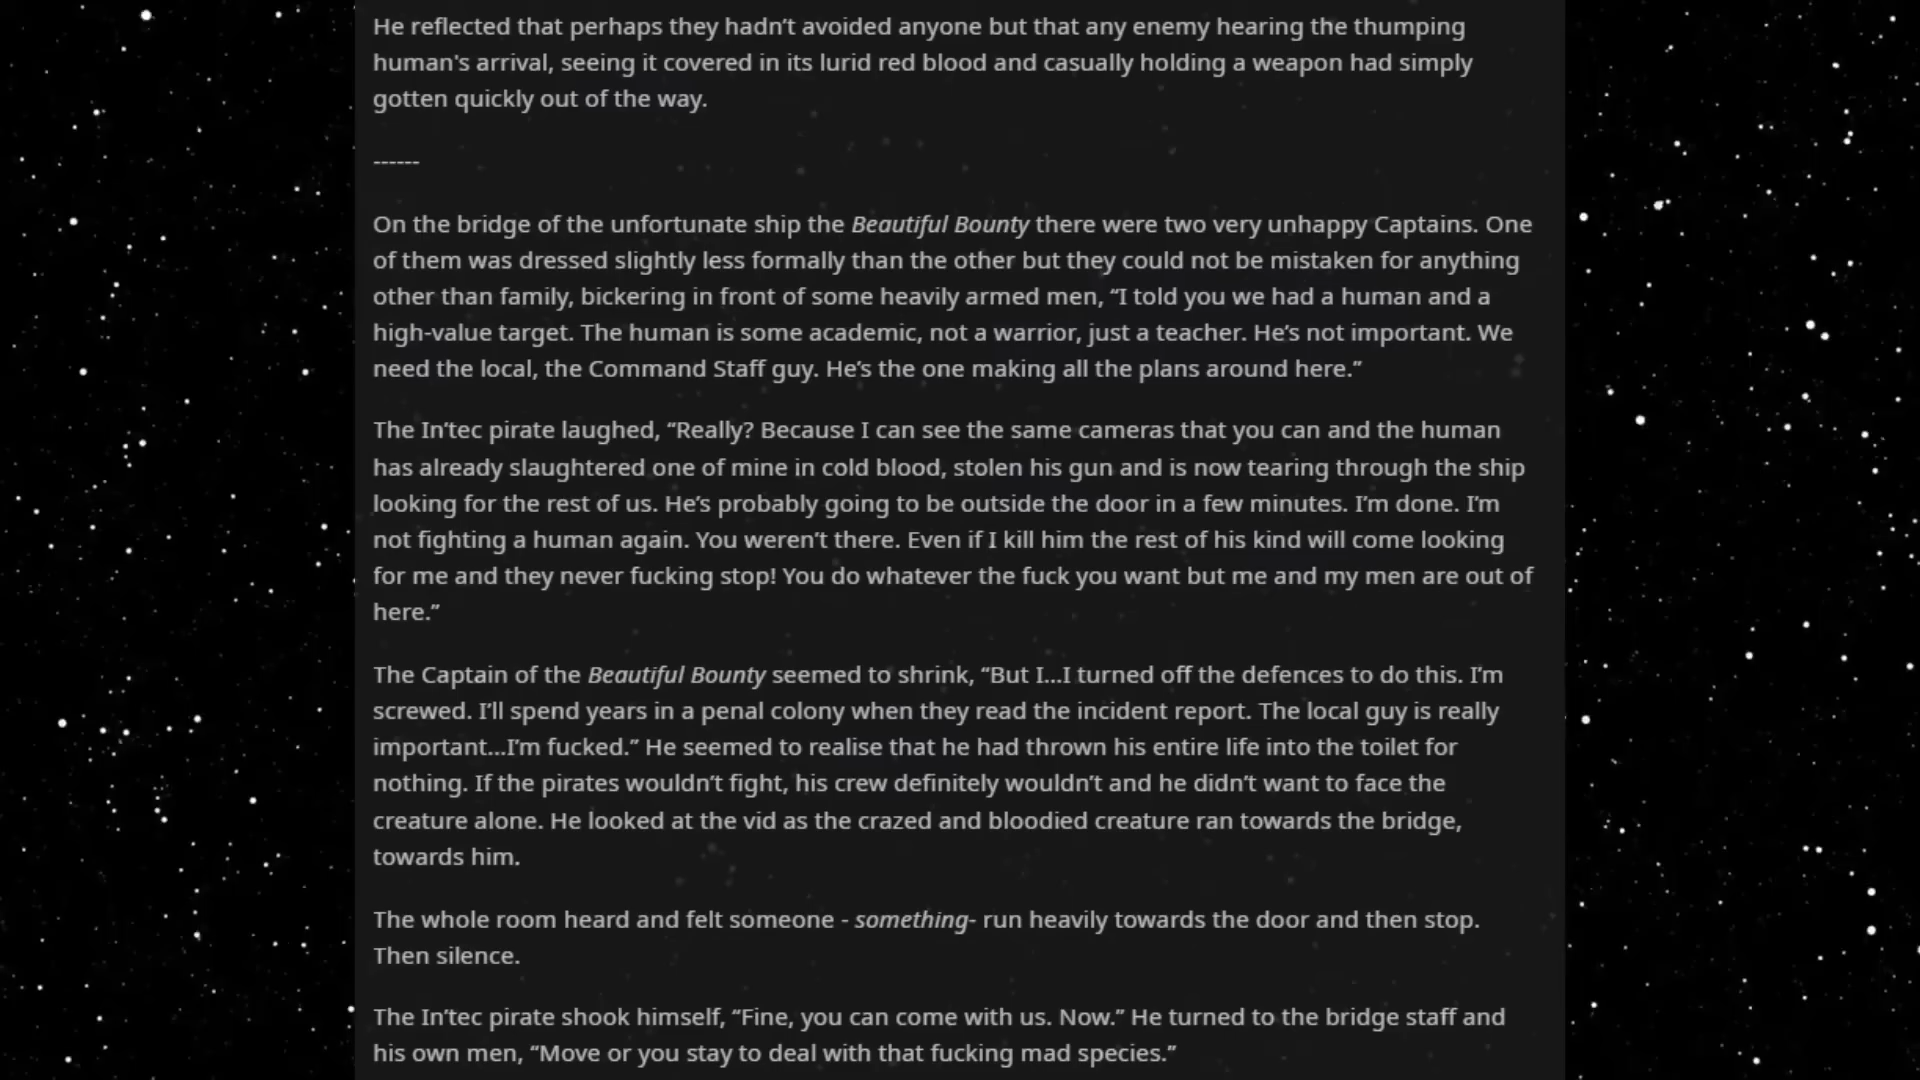 He reflected that perhaps they hadn’t avoided anyone but that any enemy hearing the thumping
human's arrival, seeing it covered in its lurid red blood and casually holding a weapon had simply
gotten quickly out of the way.
------
On the bridge of the unfortunate ship the Beautiful Bounty there were two very unhappy Captains. One
of them was dressed slightly less formally than the other but they could not be mistaken for anything
other than family, bickering in front of some heavily armed men, “I told you we had a human and a
high-value target. The human is some academic, not a warrior, just a teacher. He’s not important. We
need the local, the Command Staff guy. He’s the one making all the plans around here.”
The In’tec pirate laughed, “Really? Because I can see the same cameras that you can and the human
has already slaughtered one of mine in cold blood, stolen his gun and is now tearing through the ship
looking for the rest of us. He’s probably going to be outside the door in a few minutes. I’m done. I’m
not fighting a human again. You weren’t there. Even if I kill him the rest of his kind will come looking
for me and they never fucking stop! You do whatever the fuck you want but me and my men are out of
here.”
The Captain of the Beautiful Bounty seemed to shrink, “But I...I turned off the defences to do this. I’m
screwed. I’ll spend years in a penal colony when they read the incident report. The local guy is really
important...I’m fucked.” He seemed to realise that he had thrown his entire life into the toilet for
nothing. If the pirates wouldn’t fight, his crew definitely wouldn’t and he didn’t want to face the
creature alone. He looked at the vid as the crazed and bloodied creature ran towards the bridge,
towards him.
The whole room heard and felt someone - something- run heavily towards the door and then stop.
Then silence.
The In’tec pirate shook himself, “Fine, you can come with us. Now.” He turned to the bridge staff and
his own men, “Move or you stay to deal with that fucking mad species.”